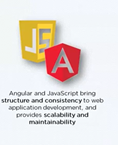 JS
A
Angular and JavaScript bring
structure and consistency to web
application development, and
provides scalability and
maintainability